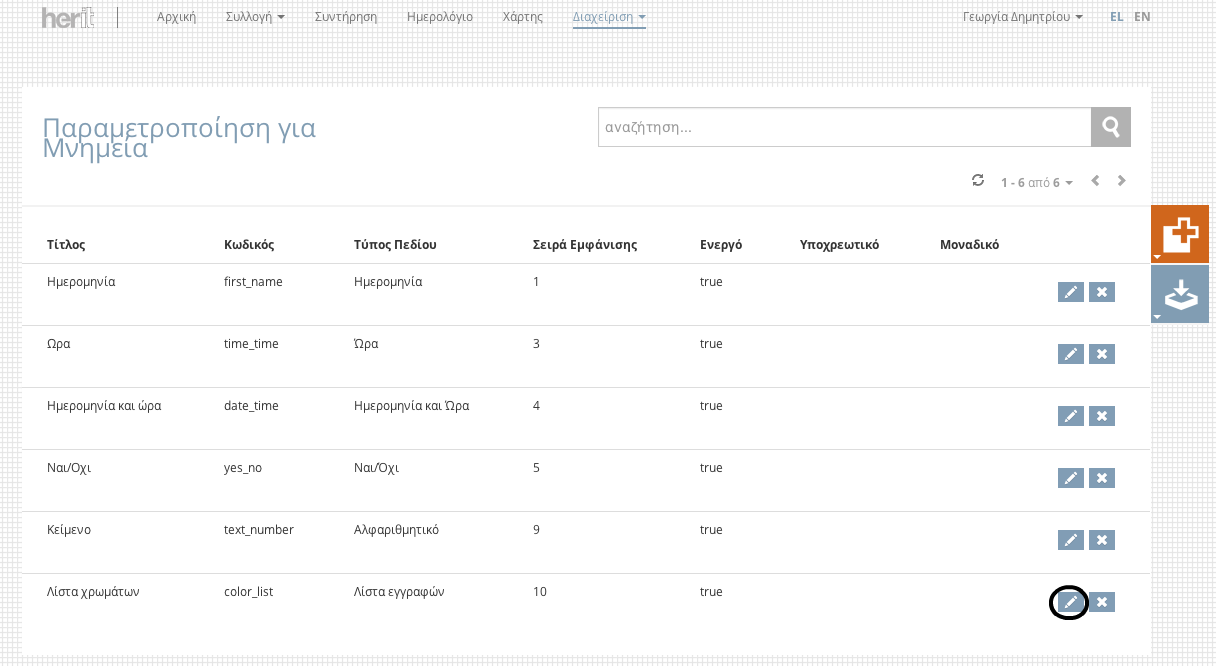 herit Αρχική Συλλογή Συντήρηση Ημερολόγιο Χάρτης Διαχείριση Γεωργία Δημητρίου EL EN
Παραμετροποίηση για
Μνημεία
αναζήτηση...
1 - 6 από 6
Τίτλος Κωδικός Τύπος Πεδίου Σειρά Εμφάνισης Ενεργό Υποχρεωτικό Μοναδικό
Ημερομηνία first_name Ημερομηνία 1 true
Ωρα time_time Ώρα 3 true
Ημερομηνία και ώρα date_time Ημερομηνία και Ώρα 4 true
Ναι/Οχι yes_no Ναι/Όχι 5 true
Κείμενο text_number Αλφαριθμητικό 9 true
Λίστα χρωμάτων color_list Λίστα εγγραφών 10 true